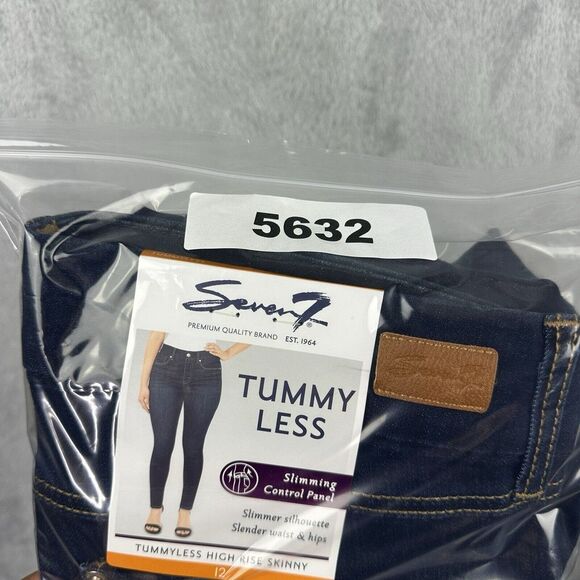 5632
Seven7®
PREMIUM QUALITY BRAND EST. 1964
TUMMY
LESS
Slimming
Control Panel
Slimmer silhouette
Slender waist & hips
TUMMYLESS HIGH RISE SKINNY
12